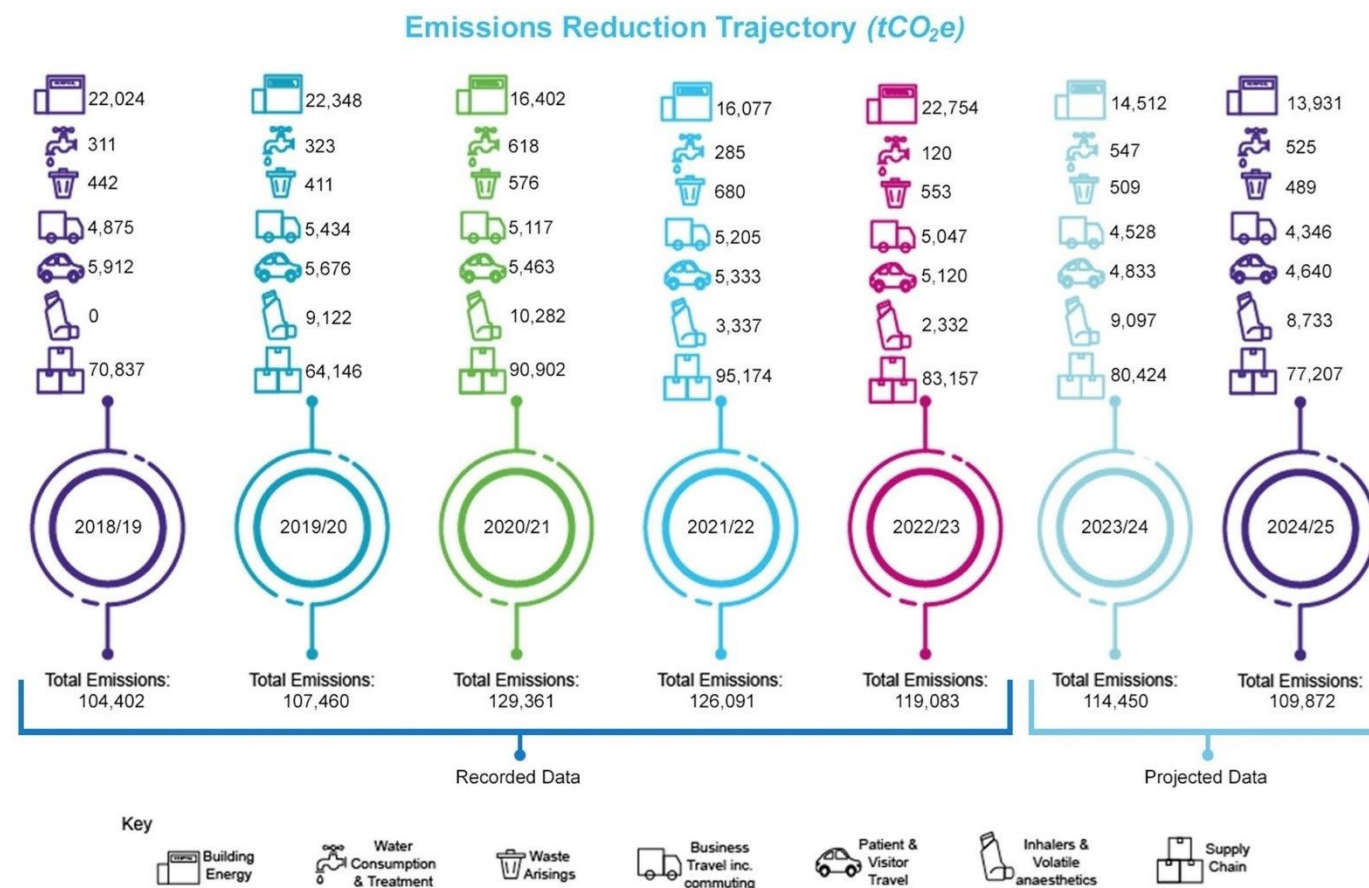 Emissions Reduction Trajectory (tCO₂e)
22,024
311
442
4,875
5,912
0
70,837
2018/19
Total Emissions:
104,402
22,348
323
411
5,434
5,676
9,122
64,146
2019/20
Total Emissions:
107,460
16,402
618
576
5,117
5,463
10,282
90,902
2020/21
Total Emissions:
129,361
16,077
285
680
5,205
5,333
3,337
95,174
2021/22
Total Emissions:
126,091
22,754
120
553
5,047
5,120
2,332
83,157
2022/23
Total Emissions:
119,083
14,512
547
509
4,528
4,833
9,097
80,424
2023/24
Total Emissions:
114,450
13,931
525
489
4,346
4,640
8,733
77,207
2024/25
Total Emissions:
109,872
Recorded Data
Projected Data
Key
Building
Energy
Water
Consumption
& Treatment
Waste
Arisings
Business
Travel inc.
commuting
Patient &
Visitor
Travel
Inhalers &
Volatile
anaesthetics
Supply
Chain